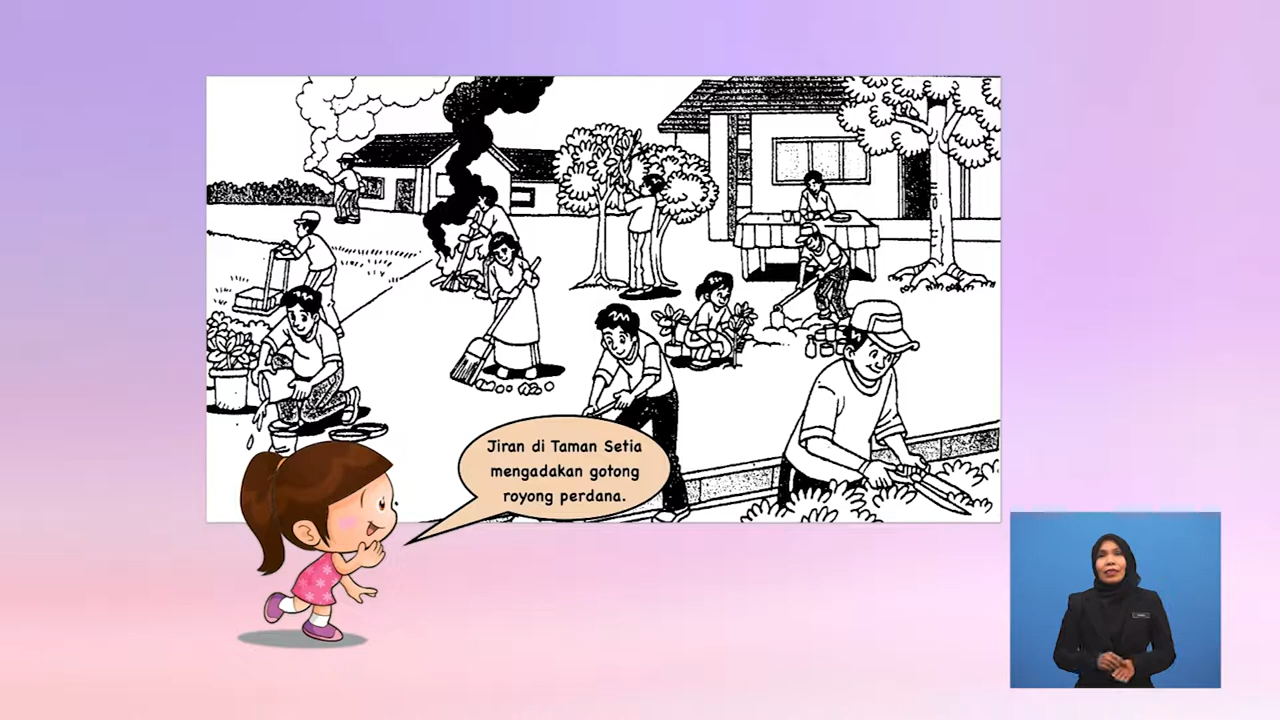 Jiran di Taman Setia
mengadakan gotong
royong perdana.